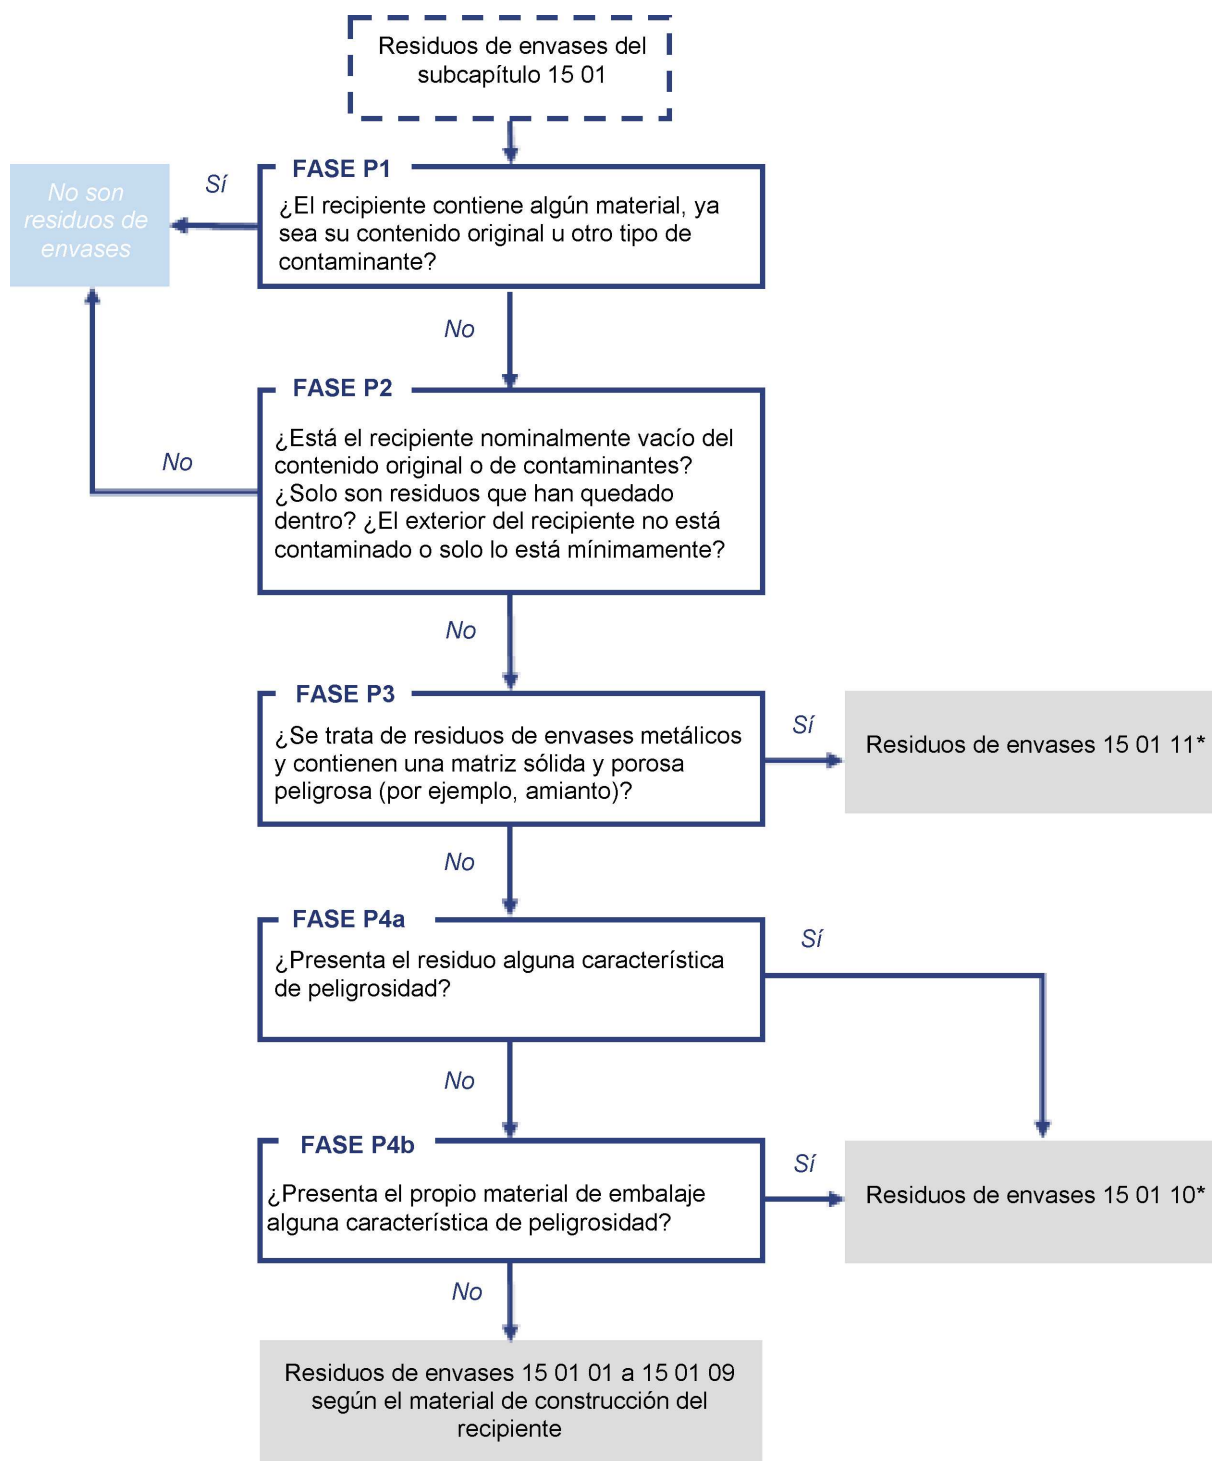 Residuos de envases del
subcapítulo 15 01
FASE P1
Sí
No son
residuos de
envases
¿El recipiente contiene algún material, ya
sea su contenido original u otro tipo de
contaminante?
No
FASE P2
¿Está el recipiente nominalmente vacío del
contenido original o de contaminantes?
¿Solo son residuos que han quedado
dentro? ¿El exterior del recipiente no está
contaminado o solo lo está mínimamente?
No
No
FASE P3
¿Se trata de residuos de envases metálicos
y contienen una matriz sólida y porosa
peligrosa (por ejemplo, amianto)?
Sí
Residuos de envases 15 01 11*
No
FASE P4a
¿Presenta el residuo alguna característica
de peligrosidad?
Sí
No
FASE P4b
¿Presenta el propio material de embalaje
alguna característica de peligrosidad?
Sí
Residuos de envases 15 01 10*
No
Residuos de envases 15 01 01 a 15 01 09
según el material de construcción del
recipiente